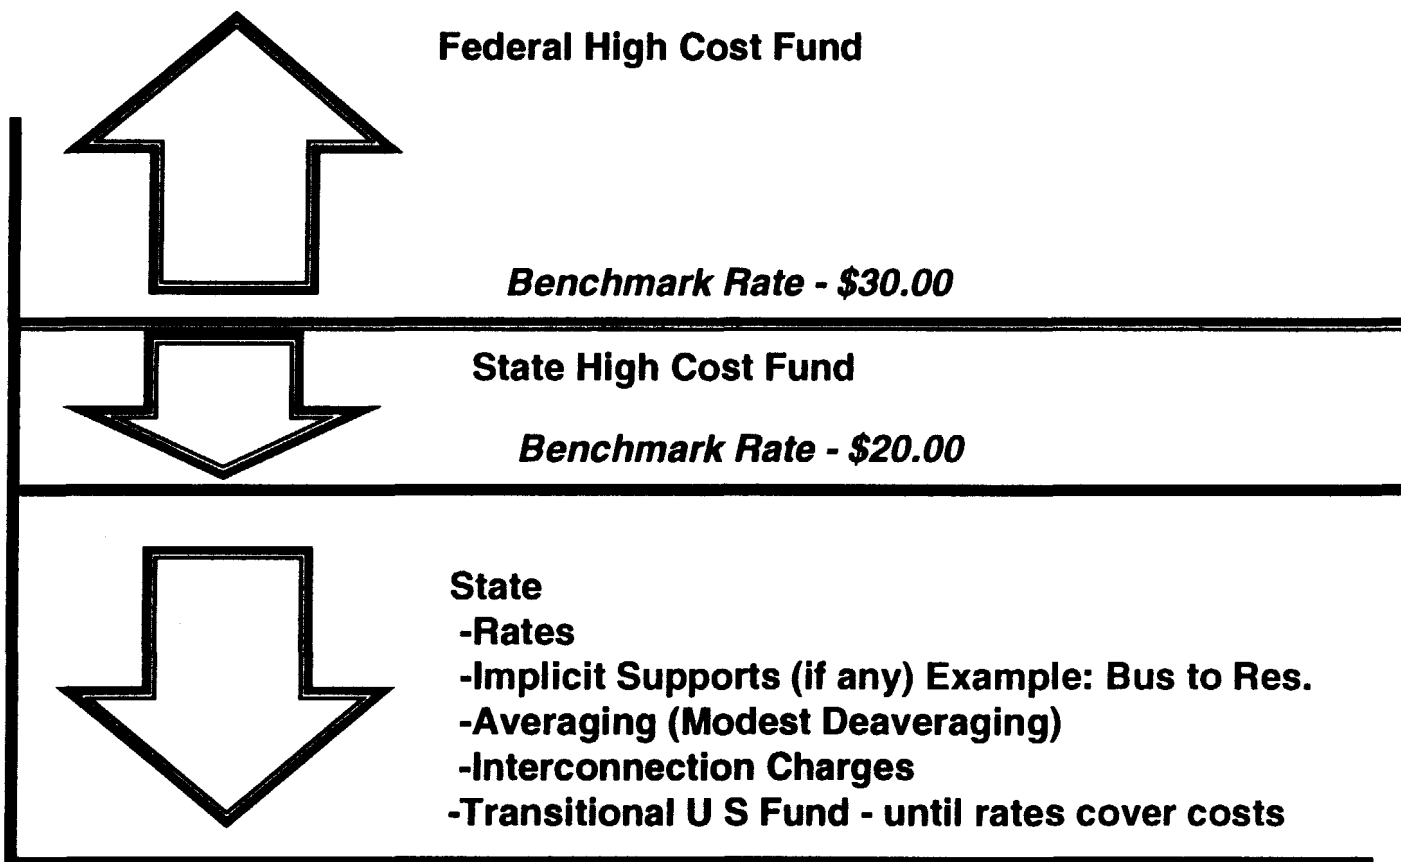 Federal High Cost Fund
Benchmark Rate - $30.00
State High Cost Fund
Benchmark Rate - $20.00
State
-Rates
-Implicit Supports (if any) Example: Bus to Res.
-Averaging (Modest Deaveraging)
-Interconnection Charges
-Transitional U S Fund - until rates cover costs